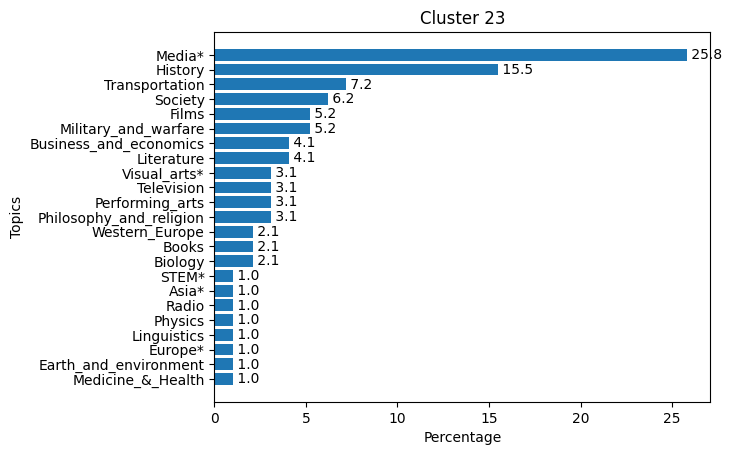 Cluster 23
Topics
Media* 25.8
History 15.5
Transportation 7.2
Society 6.2
Films 5.2
Military_and_warfare 5.2
Business_and_economics 4.1
Literature 4.1
Visual_arts* 3.1
Television 3.1
Performing_arts 3.1
Philosophy_and_religion 3.1
Western_Europe 2.1
Books 2.1
Biology 2.1
STEM* 1.0
Asia* 1.0
Radio 1.0
Physics 1.0
Linguistics 1.0
Europe* 1.0
Earth_and_environment 1.0
Medicine_&_Health 1.0
0 5 10 15 20 25
Percentage